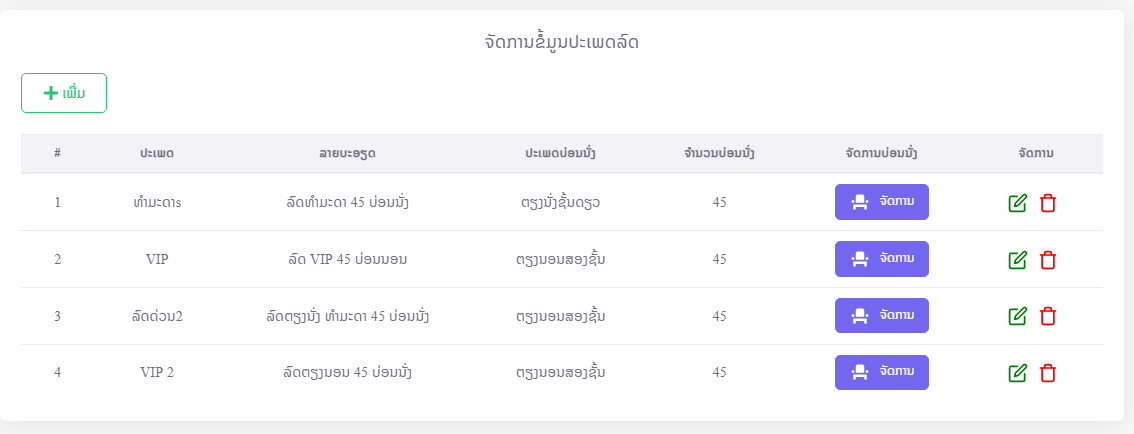 ຈັດການຂໍ້ມູນປະເພດລົດ
ເພີ່ມ
# ປະເພດ ລາຍບະອຽດ ປະເພດບ່ອນນັ່ງ ຈຳນວນບ່ອນນັ່ງ ຈັດການບ່ອນນັ່ງ ຈັດການ
1 ທຳມະດາs ລົດທຳມະດາ 45 ບ່ອນນັ່ງ ຕຽງນັ່ງຊັ້ນດຽວ 45 ຈັດການ
2 VIP ລົດ VIP 45 ບ່ອນນອນ ຕຽງນອນສອງຊັ້ນ 45 ຈັດການ
3 ລົດດ່ວນ2 ລົດຕຽງນັ່ງ ທຳມະດາ 45 ບ່ອນນັ່ງ ຕຽງນອນສອງຊັ້ນ 45 ຈັດການ
4 VIP 2 ລົດຕຽງນອນ 45 ບ່ອນນັ່ງ ຕຽງນອນສອງຊັ້ນ 45 ຈັດການ